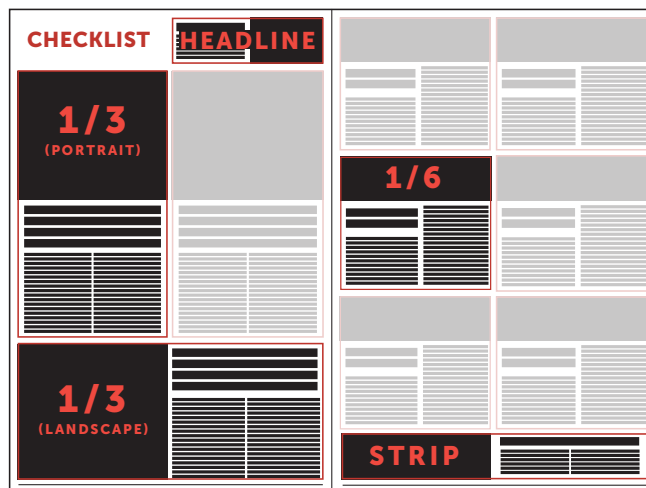 CHECKLIST
HEADLINE
1/3
(PORTRAIT)
1/3
(LANDSCAPE)
1/6
STRIP